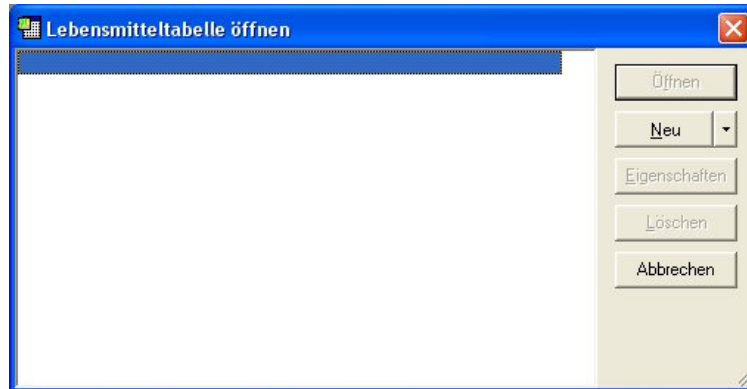 Lebensmitteltabelle öffnen
Öffnen
Neu
Eigenschaften
Löschen
Abbrechen